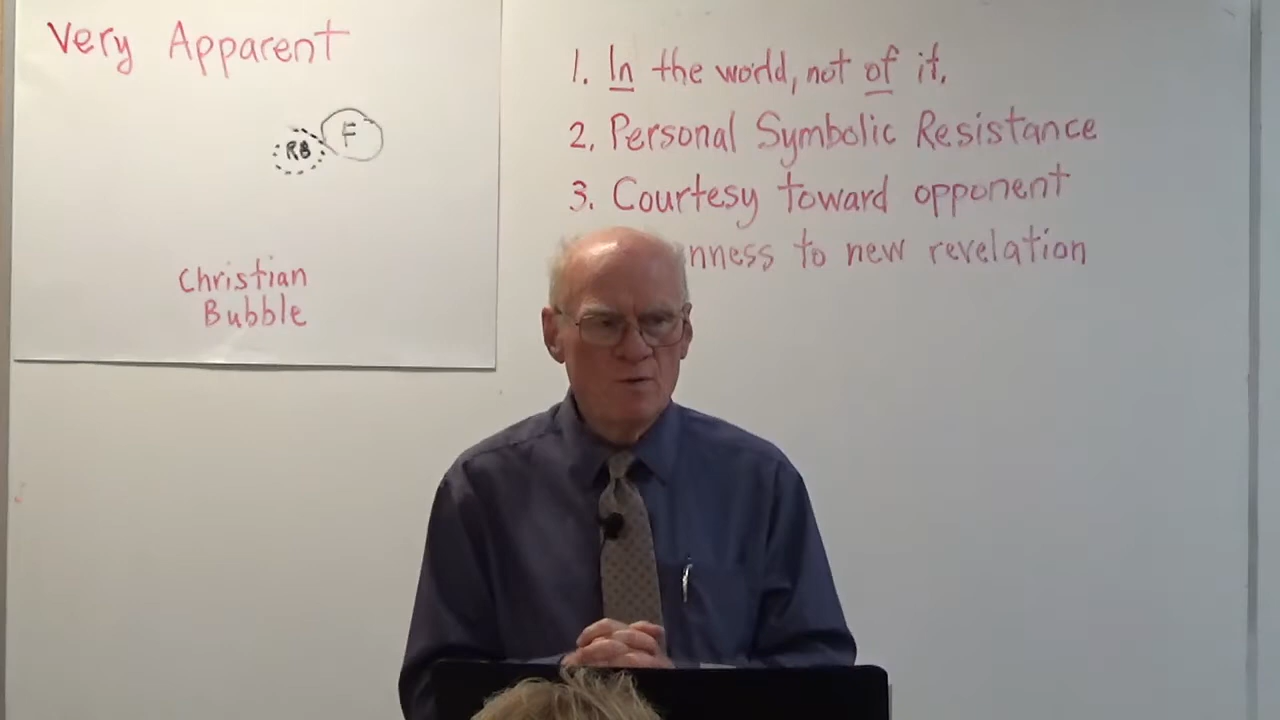 Very Apparent
RB
F
Christian
Bubble
1. In the world, not of it.
2. Personal Symbolic Resistance
3. Courtesy toward opponent
nness to new revelation